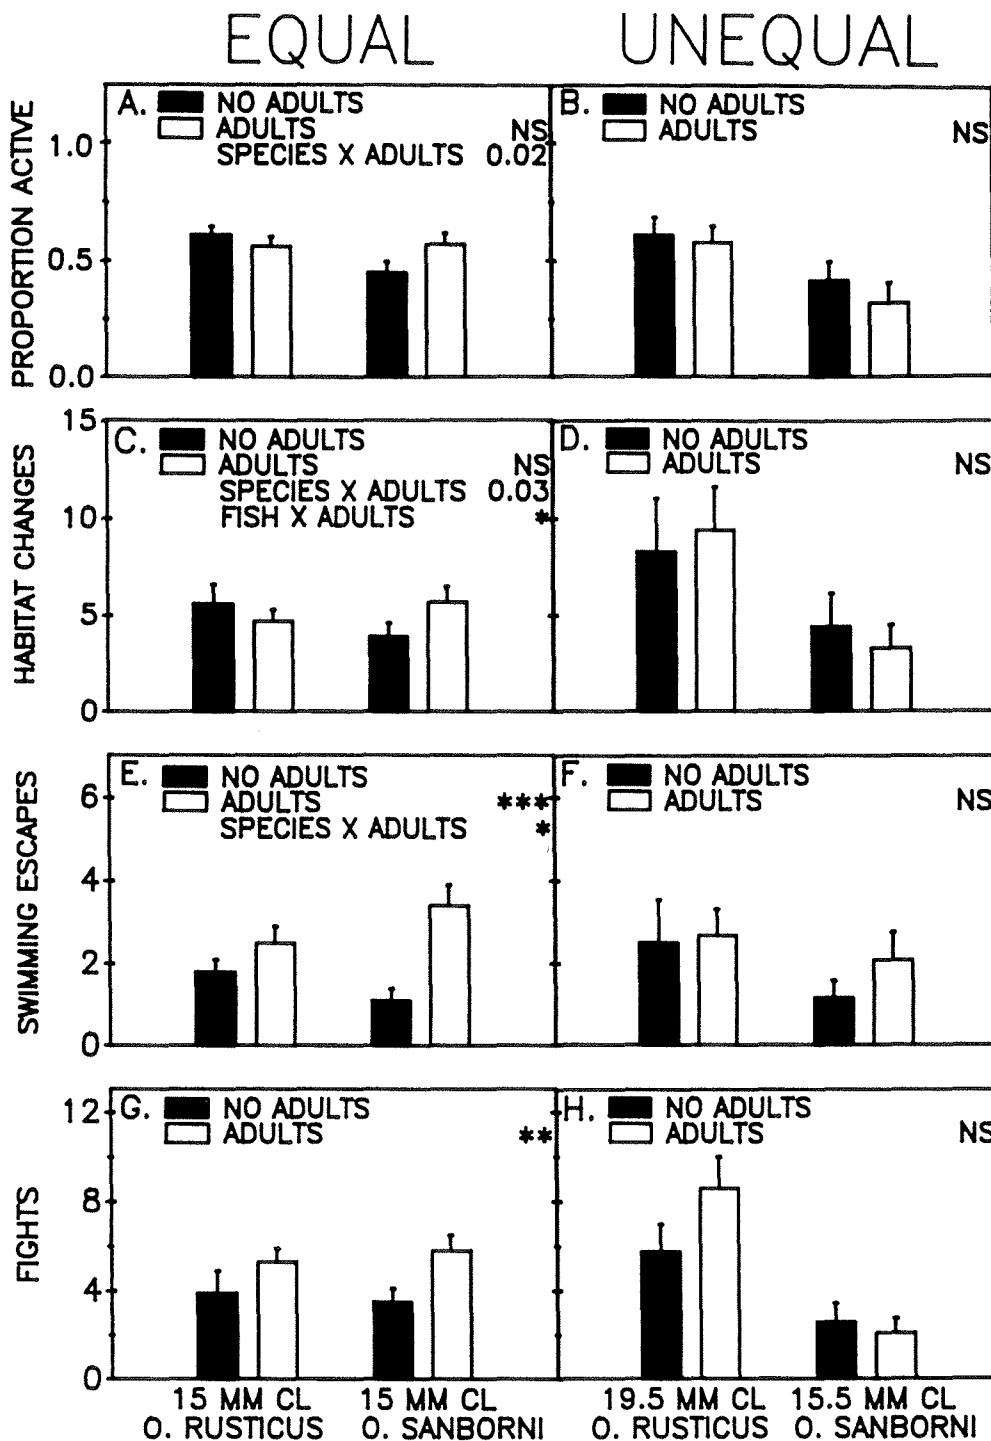 EQUAL
UNEQUAL
PROPORTION ACTIVE
1.0
0.5
0.0
A.
NO ADULTS
ADULTS NS
SPECIES X ADULTS 0.02
B.
NO ADULTS
ADULTS NS
HABITAT CHANGES
15
10
5
0
C.
NO ADULTS
ADULTS NS
SPECIES X ADULTS 0.03
FISH X ADULTS *
D.
NO ADULTS
ADULTS NS
SWIMMING ESCAPES
6
4
2
0
E.
NO ADULTS
ADULTS ***
SPECIES X ADULTS *
F.
NO ADULTS
ADULTS NS
FIGHTS
12
8
4
0
G.
NO ADULTS
ADULTS **
H.
NO ADULTS
ADULTS NS
15 MM CL
O. RUSTICUS
15 MM CL
O. SANBORNI
19.5 MM CL
O. RUSTICUS
15.5 MM CL
O. SANBORNI